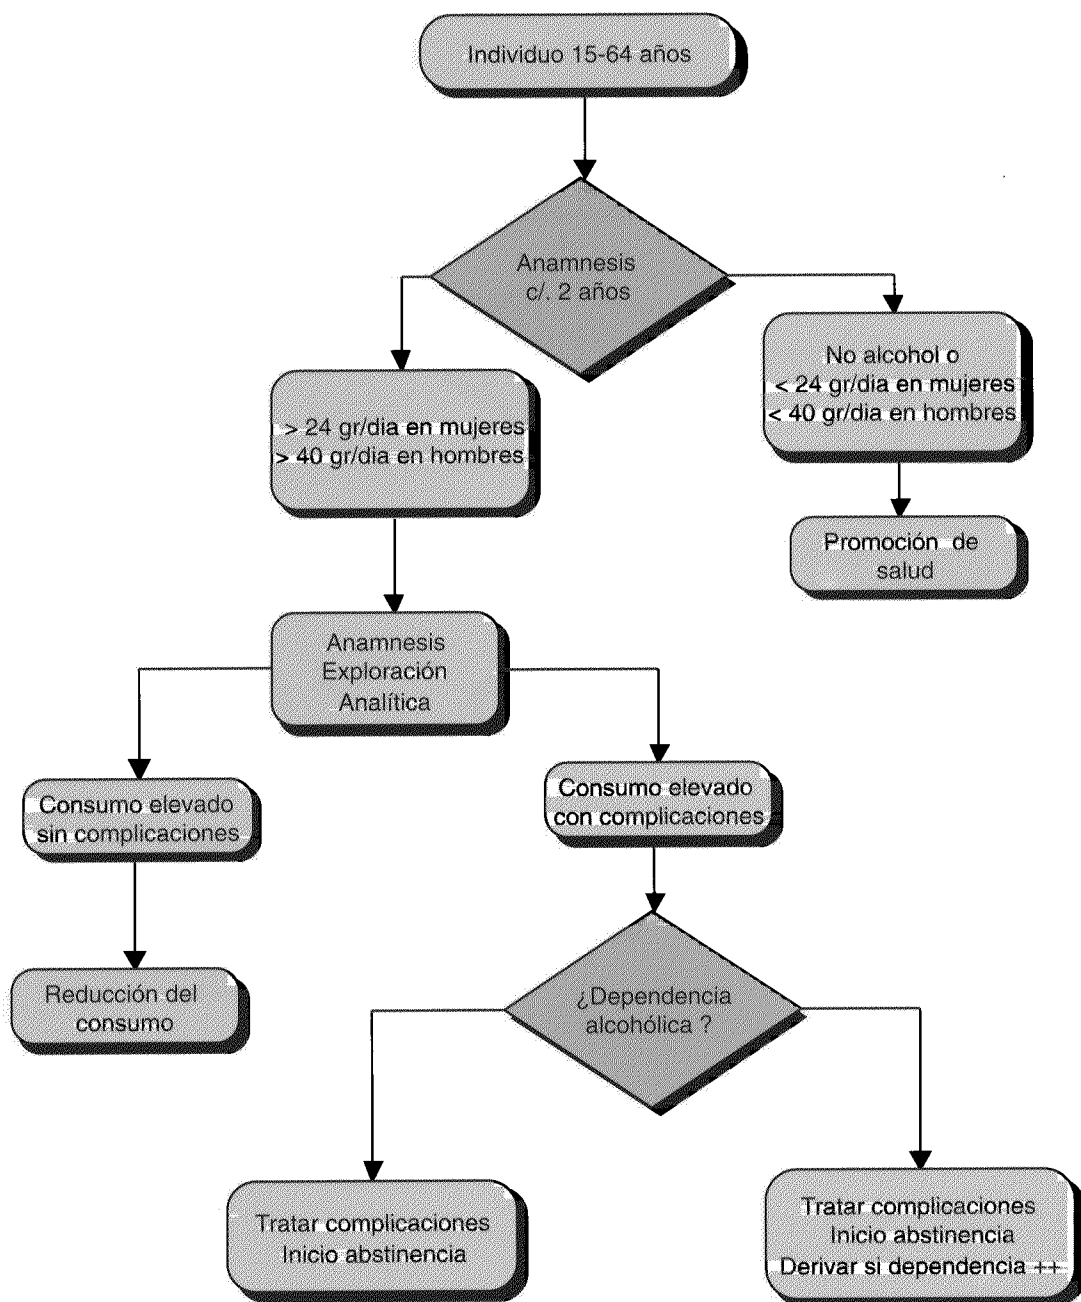 Individuo 15-64 años
Anamnesis
c/. 2 años
No alcohol o
< 24 gr/dia en mujeres
< 40 gr/dia en hombres
> 24 gr/dia en mujeres
> 40 gr/dia en hombres
Promoción de
salud
Anamnesis
Exploración
Analítica
Consumo elevado
sin complicaciones
Consumo elevado
con complicaciones
Reducción del
consumo
¿Dependencia
alcohólica ?
Tratar complicaciones
Inicio abstinencia
Tratar complicaciones
Inicio abstinencia
Derivar si dependencia ++